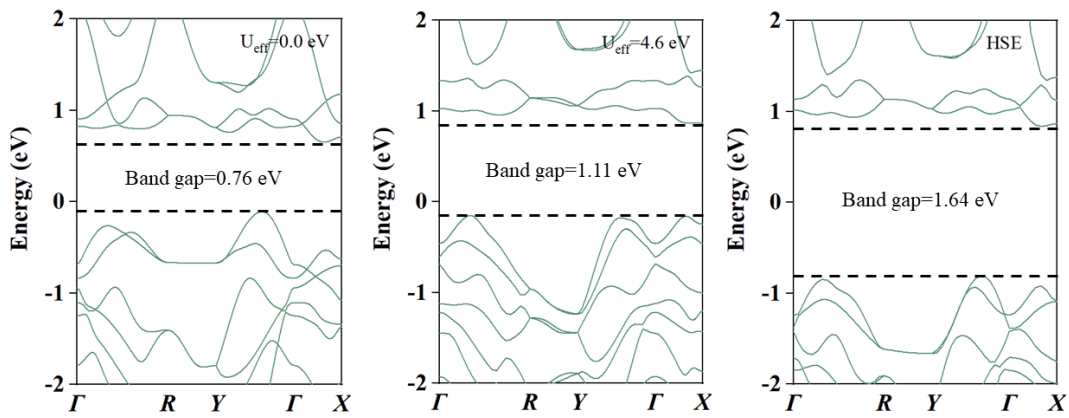 2
U_eff=0.0 eV
1
Energy (eV)
Band gap=0.76 eV
0
-1
-2
Γ R Y Γ X
2
U_eff=4.6 eV
1
Energy (eV)
Band gap=1.11 eV
0
-1
-2
Γ R Y Γ X
2
HSE
1
Energy (eV)
Band gap=1.64 eV
0
-1
-2
Γ R Y Γ X